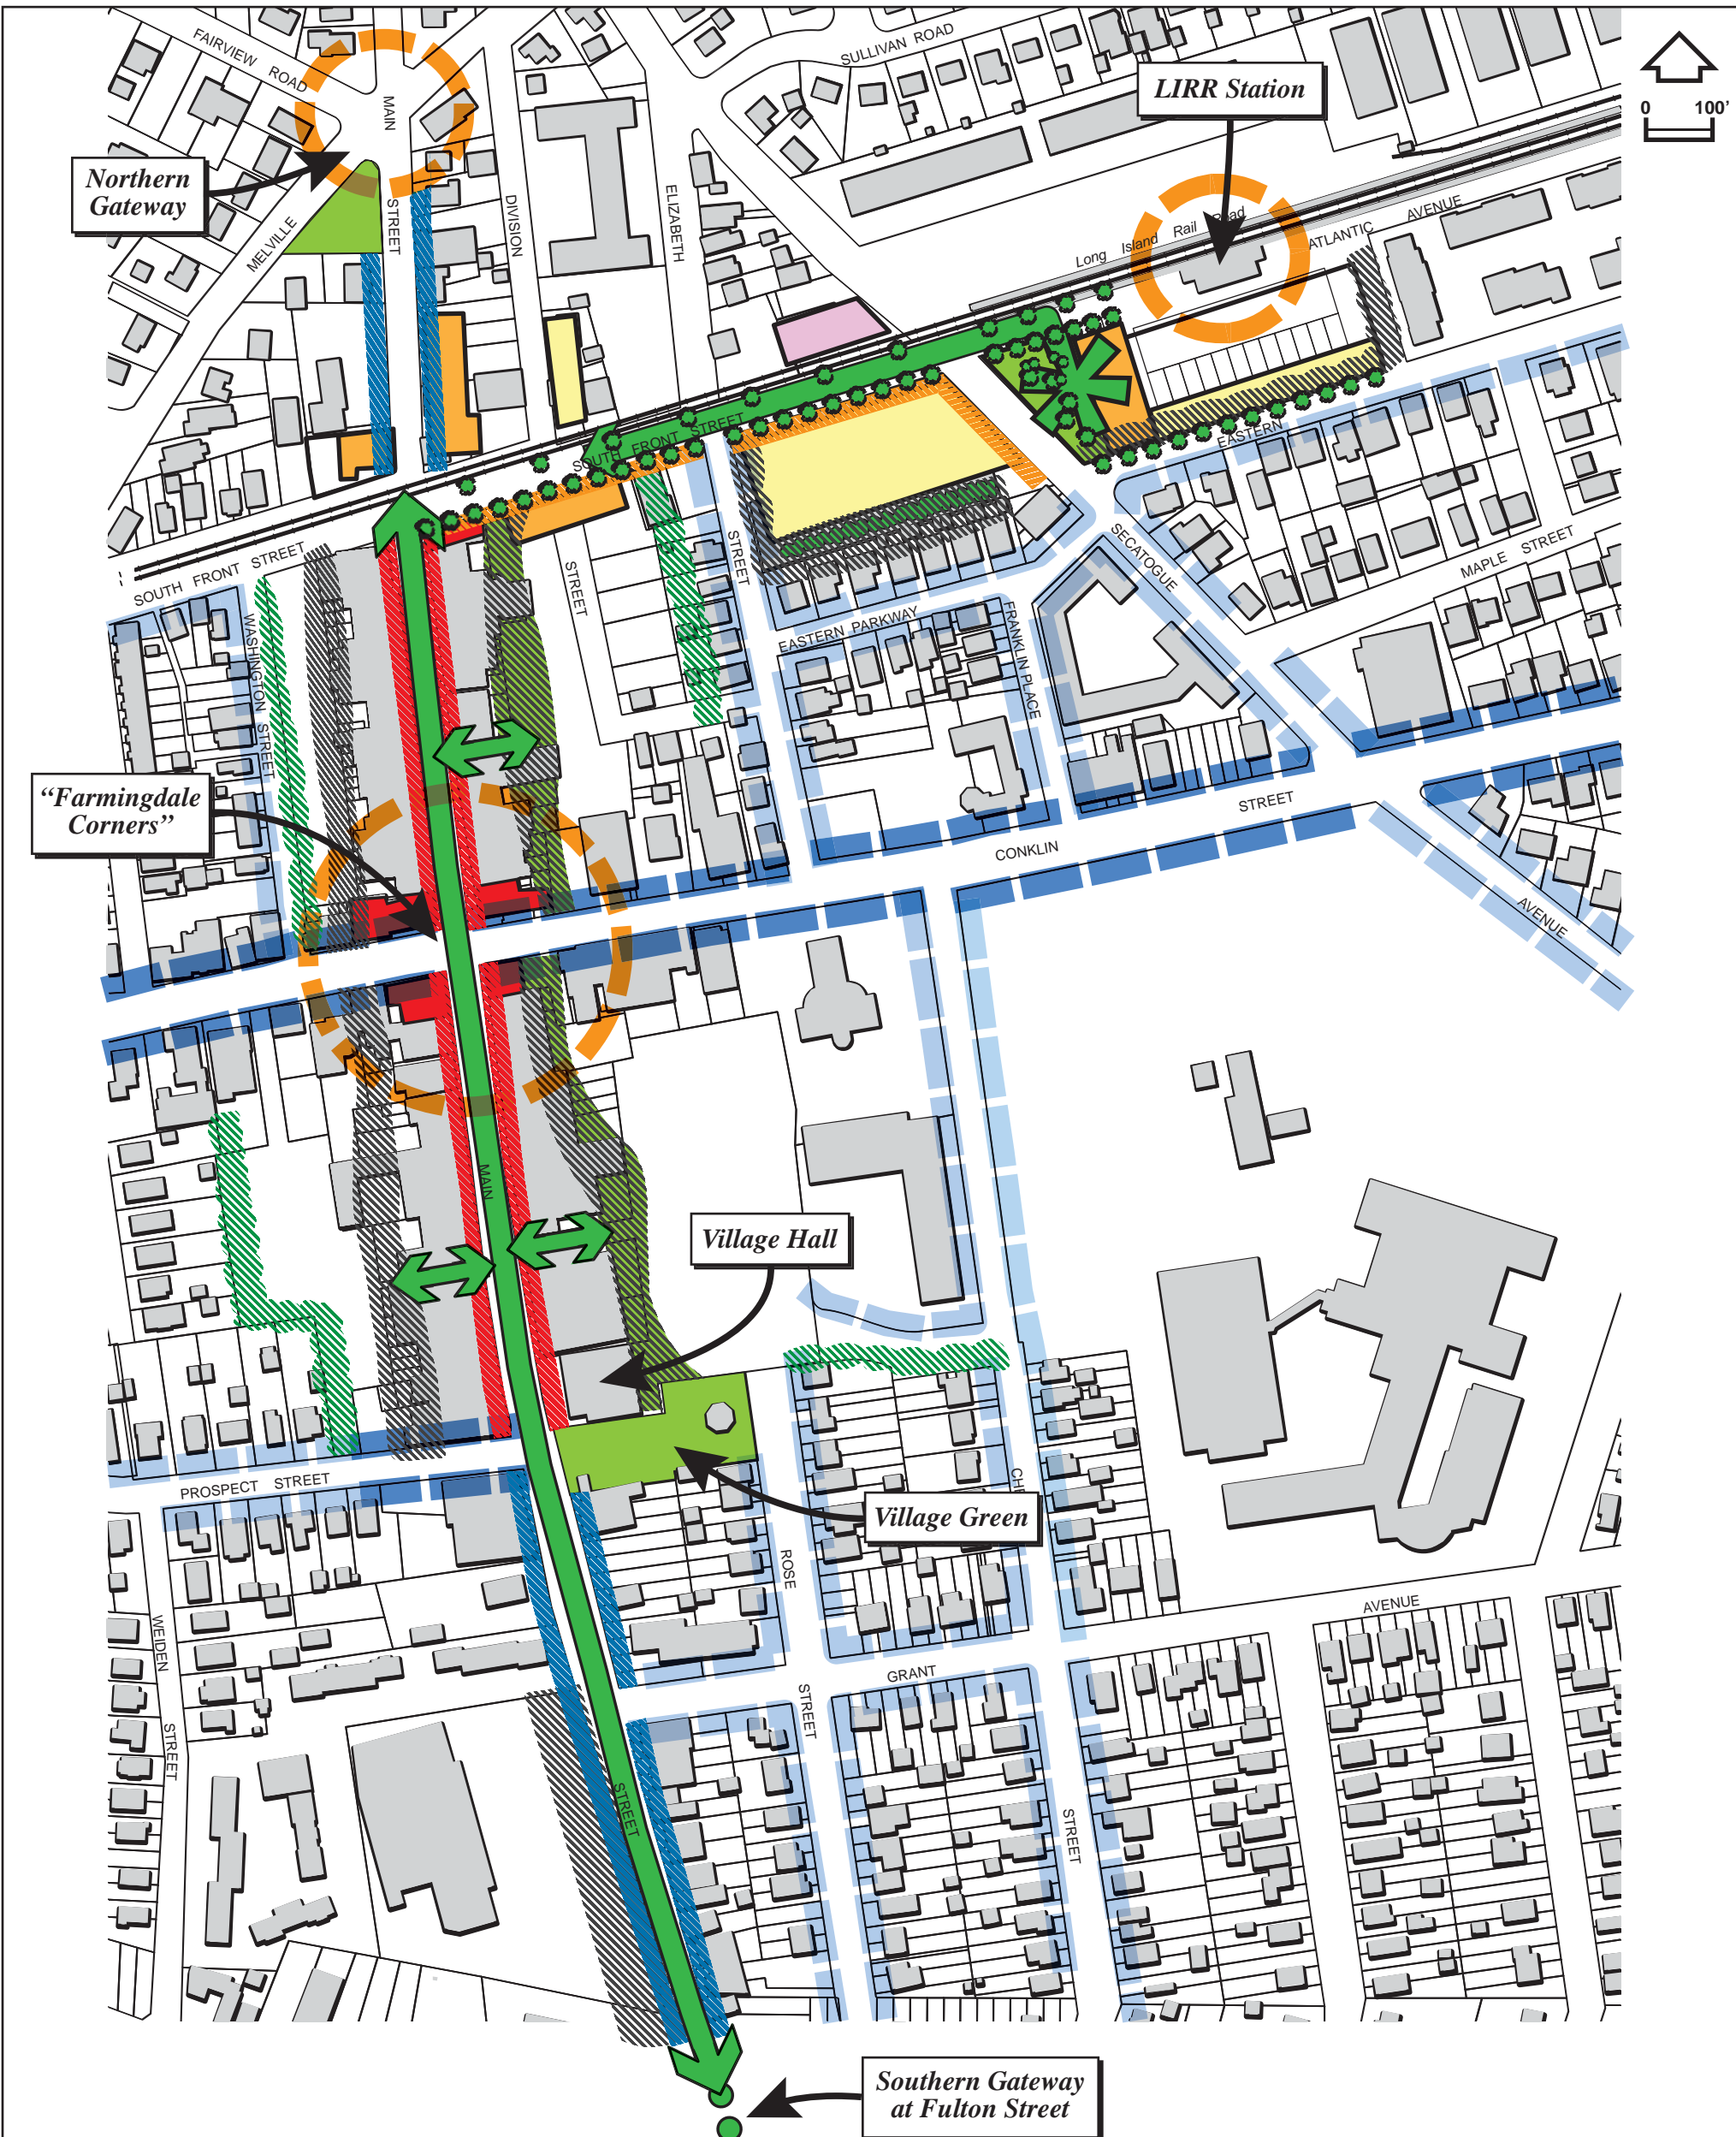 FAIRVIEW ROAD
MAIN
SULLIVAN ROAD
LIRR Station
0 100'
Northern
Gateway
MELVILLE
STREET
DIVISION
ELIZABETH
Long Island Rail Road
ATLANTIC AVENUE
SOUTH FRONT STREET
EASTERN
SOUTH FRONT STREET
WASHINGTON STREET
STREET
STREET
SECATOGUE
MAPLE STREET
EASTERN PARKWAY
FRANKLIN PLACE
“Farmingdale
Corners”
CONKLIN STREET
AVENUE
MAIN
Village Hall
PROSPECT STREET
Village Green
CHE
ROSE
WEIDEN
STREET
GRANT
AVENUE
STREET
STREET
STREET
Southern Gateway
at Fulton Street